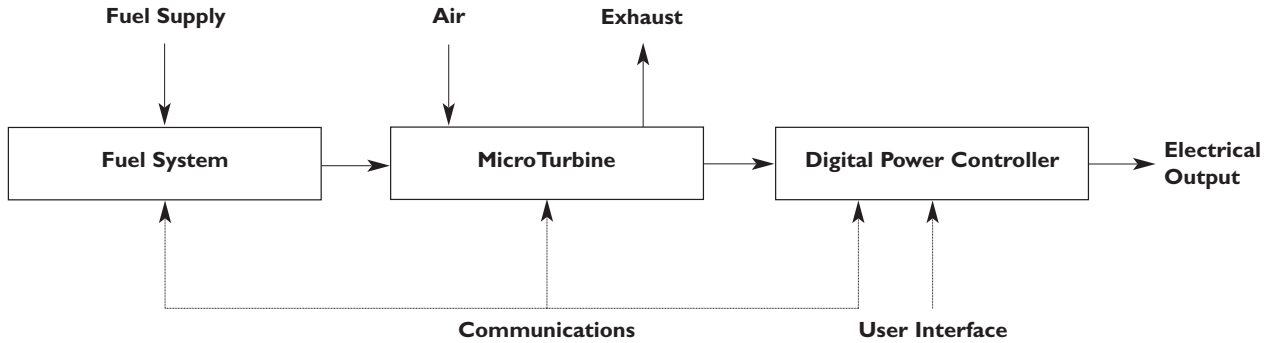 Fuel Supply
Air
Exhaust
Fuel System
MicroTurbine
Digital Power Controller
Electrical
Output
Communications
User Interface